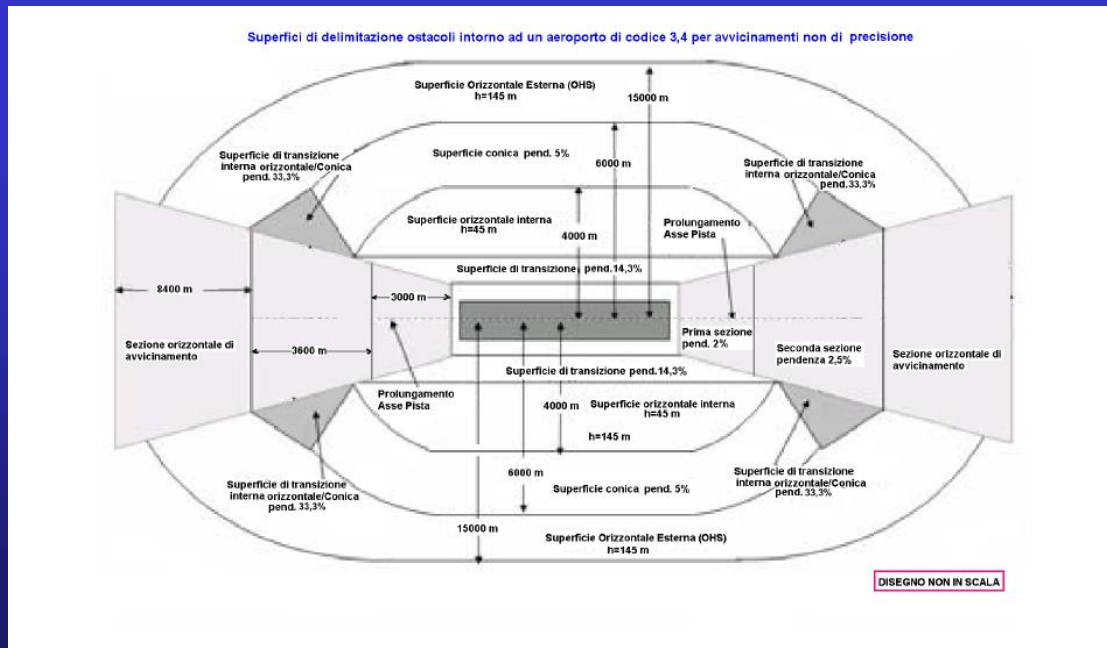 Superfici di delimitazione ostacoli intorno ad un aeroporto di codice 3,4 per avvicinamenti non di precisione
Superficie Orizzontale Esterna (OHS)
h=145 m
15000 m
Superficie di transizione
interna orizzontale/Conica
pend. 33,3%
Superficie conica pend. 5%
6000 m
Superficie di transizione
interna orizzontale/Conica
pend.33,3%
Superficie orizzontale interna
h=45 m
4000 m
Prolungamento
Asse Pista
Superficie di transizione pend.14,3%
8400 m
3000 m
Sezione orizzontale di
avvicinamento
3600 m
Prima sezione
pend. 2%
Seconda sezione
pendenza 2,5%
Sezione orizzontale di
avvicinamento
Superficie di transizione pend.14,3%
Prolungamento
Asse Pista
4000 m
Superficie orizzontale interna
h=45 m
h=145 m
Superficie di transizione
interna orizzontale/Conica
pend. 33,3%
6000 m
Superficie conica pend. 5%
Superficie di transizione
interna orizzontale/Conica
pend. 33,3%
15000 m
Superficie Orizzontale Esterna (OHS)
h=145 m
DISEGNO NON IN SCALA